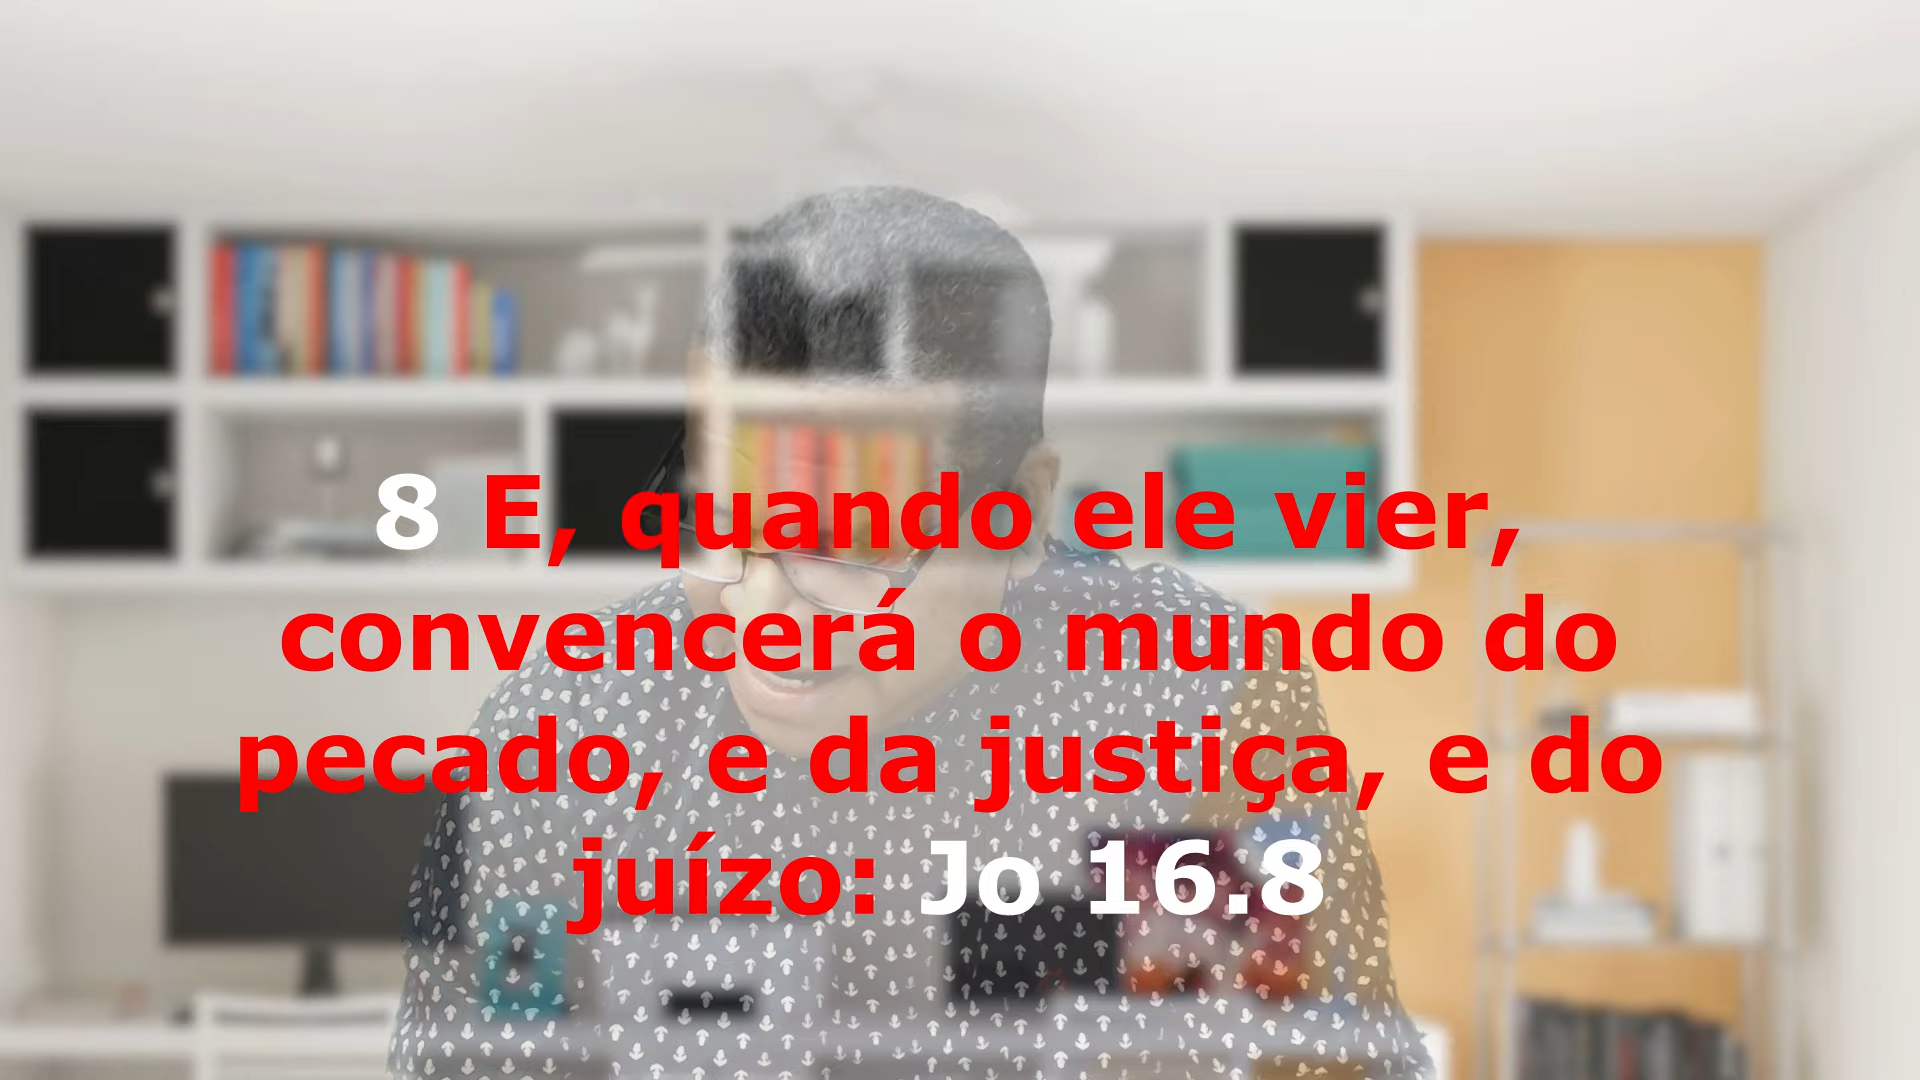 8 E, quando ele vier,
convencerá o mundo do
pecado, e da justiça, e do
juízo: Jo 16.8